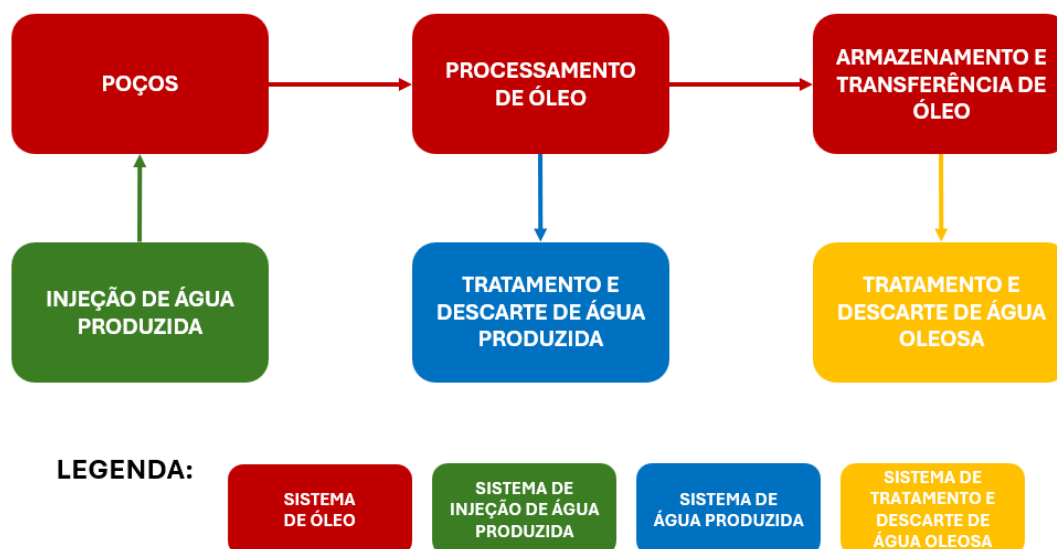 POÇOS
PROCESSAMENTO
DE ÓLEO
ARMAZENAMENTO E
TRANSFERÊNCIA DE
ÓLEO
INJEÇÃO DE ÁGUA
PRODUZIDA
TRATAMENTO E
DESCARTE DE ÁGUA
PRODUZIDA
TRATAMENTO E
DESCARTE DE ÁGUA
OLEOSA
LEGENDA:
SISTEMA
DE ÓLEO
SISTEMA DE
INJEÇÃO DE ÁGUA
PRODUZIDA
SISTEMA DE
ÁGUA PRODUZIDA
SISTEMA DE
TRATAMENTO E
DESCARTE DE
ÁGUA OLEOSA